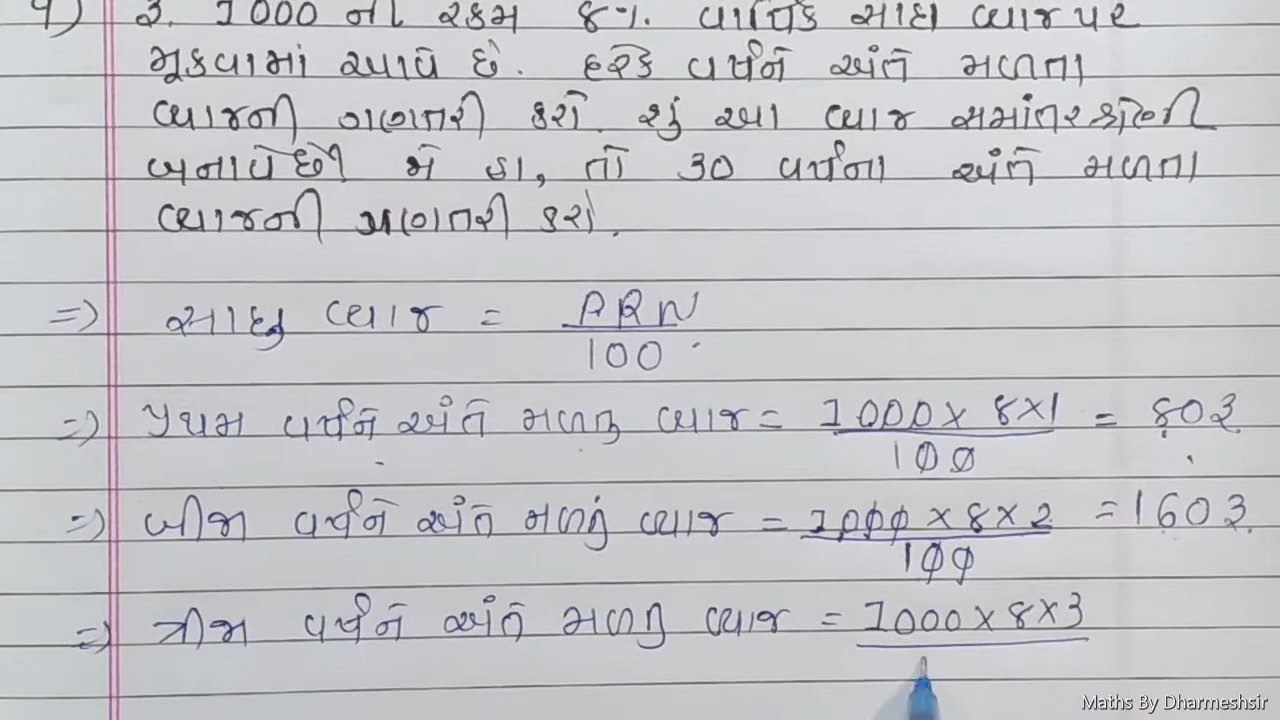 ૧) રૂ. 1000 ની રકમ 8% વાર્ષિક સાદા વ્યાજ પર
મૂકવામાં આવે છે. દરેક વર્ષને અંતે મળતા
વ્યાજની ગણતરી કરો. શું આ વ્યાજ સમાંતર શ્રેણી
બનાવે છે? જો હા, તો 30 વર્ષના અંતે મળતા
વ્યાજની ગણતરી કરો.
=) સાદુ વ્યાજ = PRN
100
=) પ્રથમ વર્ષને અંતે મળતુ વ્યાજ = 1000 x 8 x 1 = 80 રૂ.
100
=) બીજા વર્ષને અંતે મળતું વ્યાજ = 1000 x 8 x 2 = 160 રૂ.
100
=) ત્રીજા વર્ષને અંતે મળતુ વ્યાજ = 1000 x 8 x 3
Maths By Dharmeshsir